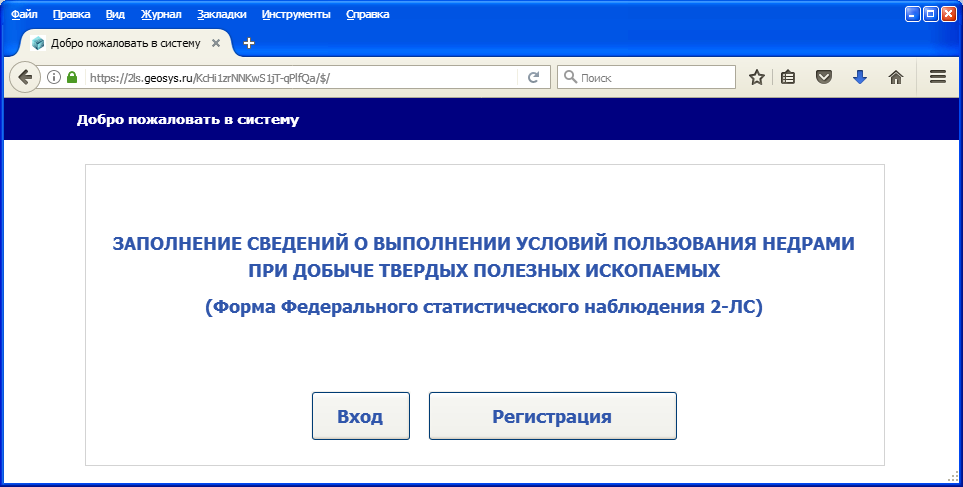 Файл Правка Вид Журнал Закладки Инструменты Справка
Добро пожаловать в систему
https://2ls.geosys.ru/KcHi1zrNNKwS1jT-qPlfQa/$/ Поиск
Добро пожаловать в систему
ЗАПОЛНЕНИЕ СВЕДЕНИЙ О ВЫПОЛНЕНИИ УСЛОВИЙ ПОЛЬЗОВАНИЯ НЕДРАМИ
ПРИ ДОБЫЧЕ ТВЕРДЫХ ПОЛЕЗНЫХ ИСКОПАЕМЫХ
(Форма Федерального статистического наблюдения 2-ЛС)
Вход Регистрация